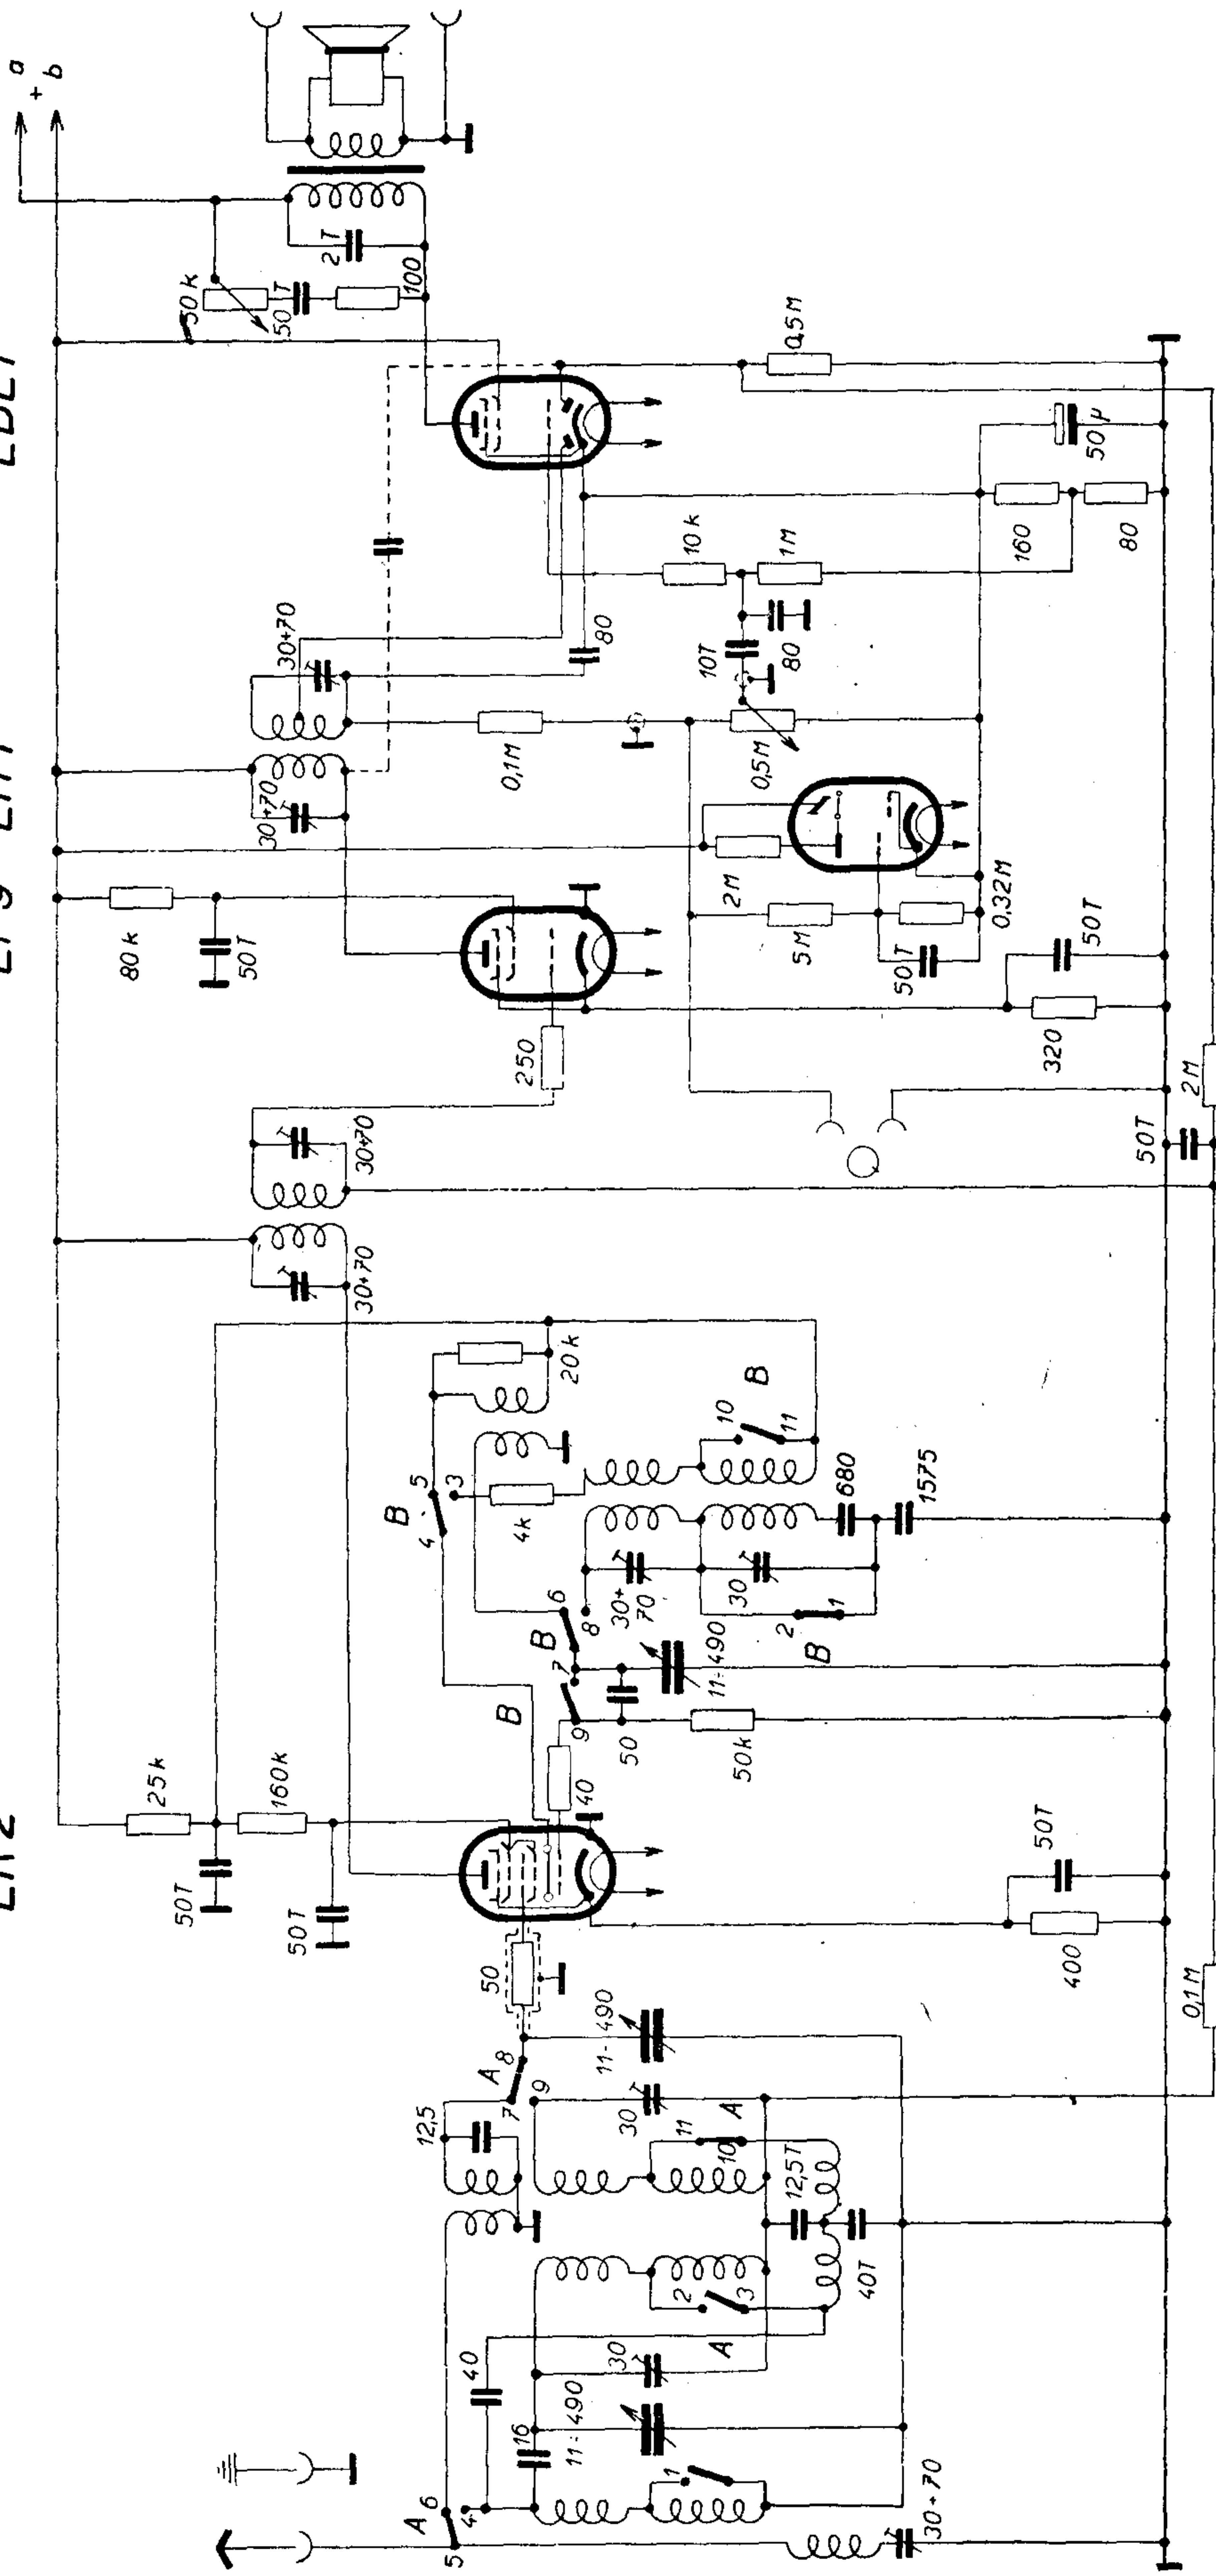 EK2 EF9 EM1 EBL1
+ a
b
50k
50T
2T
100
0,5M
50µ
160
80
10k
1M
10T
80
80
30+70
30+70
0,1M
0,5M
2M
5M
50T
0,32M
80k
50T
250
50T
320
2M
50T
30+70
30+70
20k
B
10
11
5
3
B
4
4k
680
1575
6
B
8
30+
70
30
1
2
B
7
11÷490
B
9
50
50k
40
25k
160k
50T
50T
50
50T
400
0,1M
11-490
A 8
7
9
12,5
30
11
A
10
12,5T
40T
2
3
A
40
30
16
11÷490
1
A 6
4
5
30+70